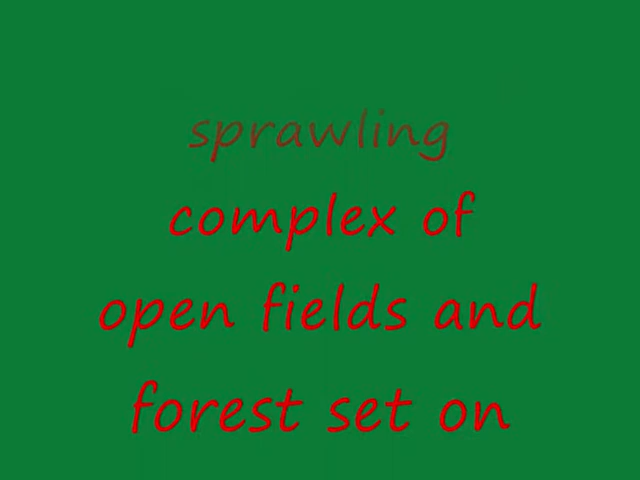 sprawling
complex of
open fields and
forest set on